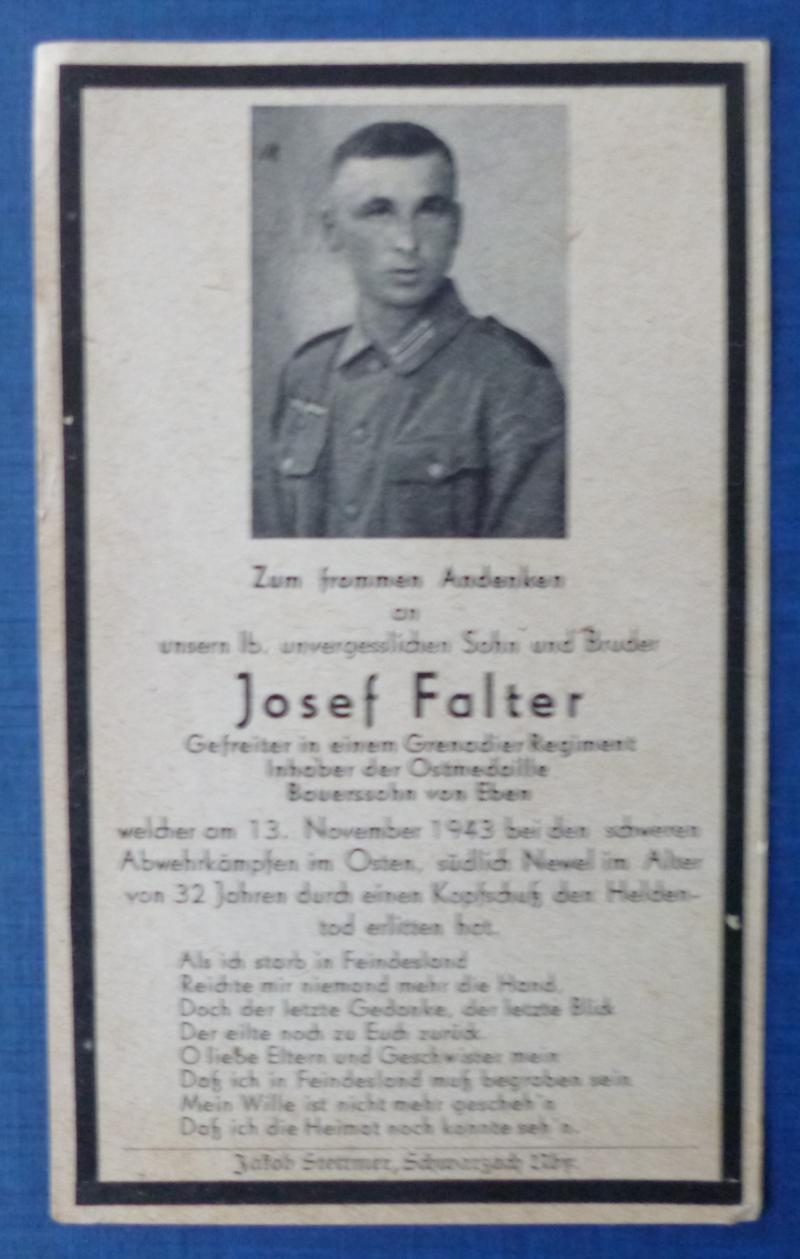 Zum frommen Andenken
an
unsern lb. unvergesslichen Sohn und Bruder
Josef Falter
Gefreiter in einem Grenadier Regiment
Inhaber der Ostmedaille
Bauerssohn von Eben
welcher am 13. November 1943 bei den schweren
Abwehrkämpfen im Osten, südlich Newel im Alter
von 32 Jahren durch einen Kopfschuß den Helden-
tod erlitten hat.
Als ich starb in Feindesland
Reichte mir niemand mehr die Hand,
Doch der letzte Gedanke, der letzte Blick
Der eilte noch zu Euch zurück.
O liebe Eltern und Geschwister mein
Daß ich in Feindesland muß begraben sein
Mein Wille ist nicht mehr gescheh'n
Daß ich die Heimat noch konnte seh'n.
Jakob Stettmer, Schwarzach Nby.